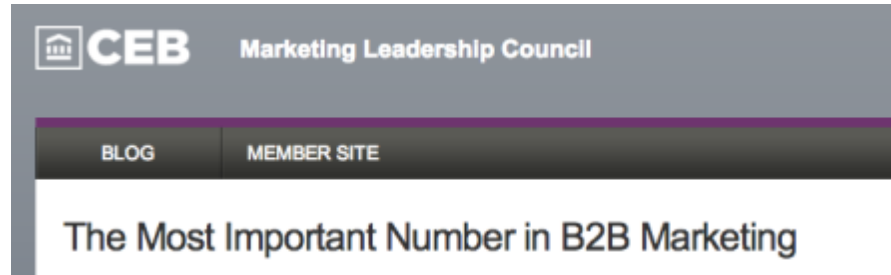 CEB Marketing Leadership Council
BLOG MEMBER SITE
The Most Important Number in B2B Marketing